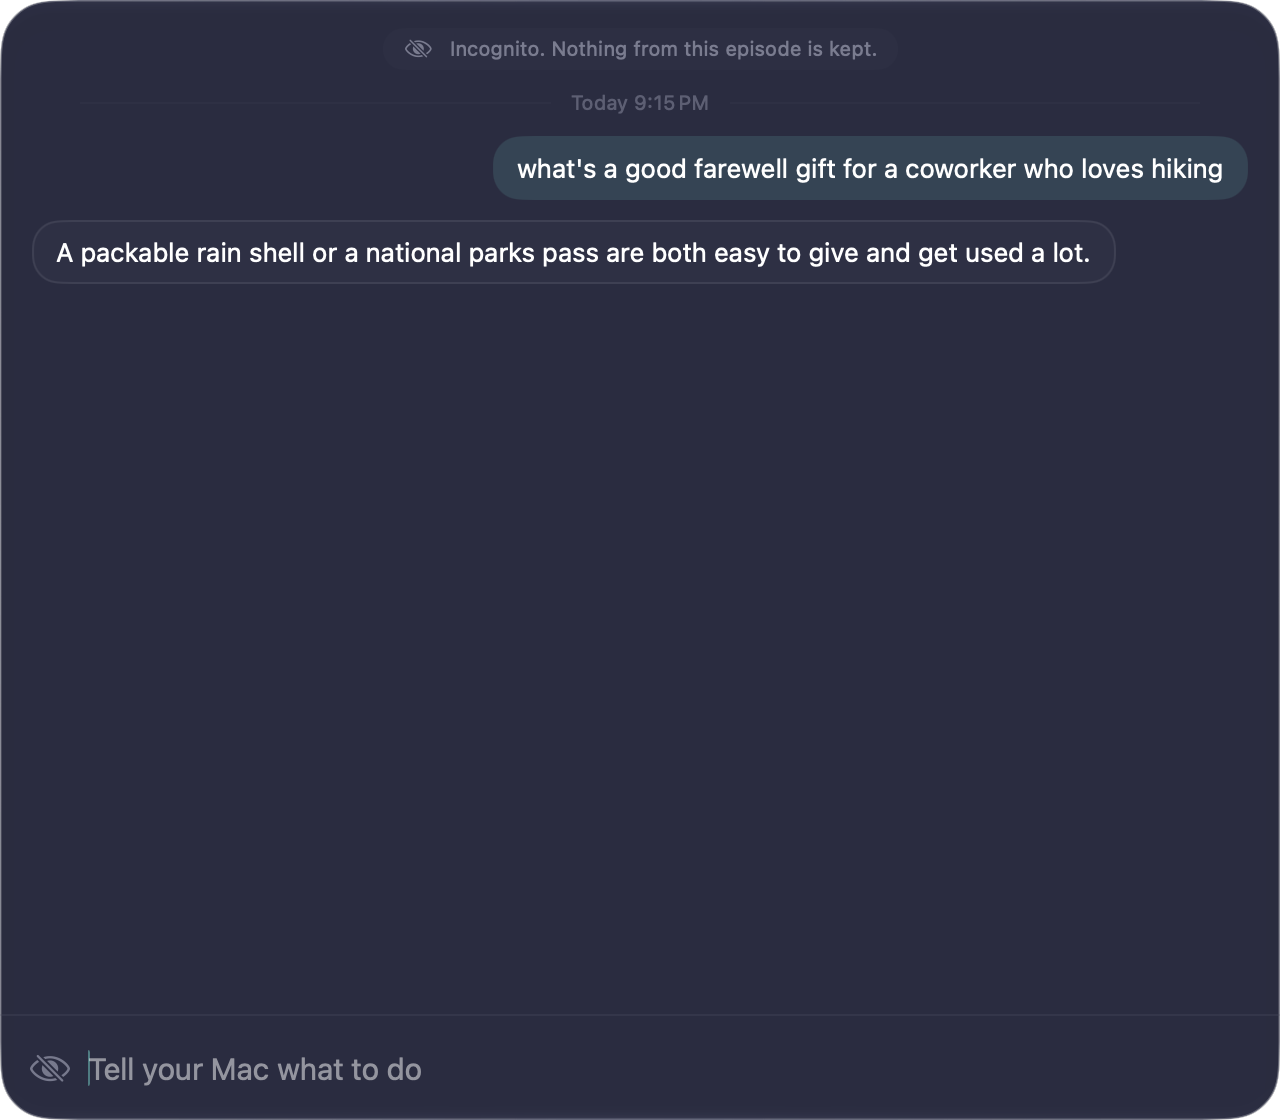 Incognito. Nothing from this episode is kept.
Today 9:15 PM
what's a good farewell gift for a coworker who loves hiking
A packable rain shell or a national parks pass are both easy to give and get used a lot.
Tell your Mac what to do